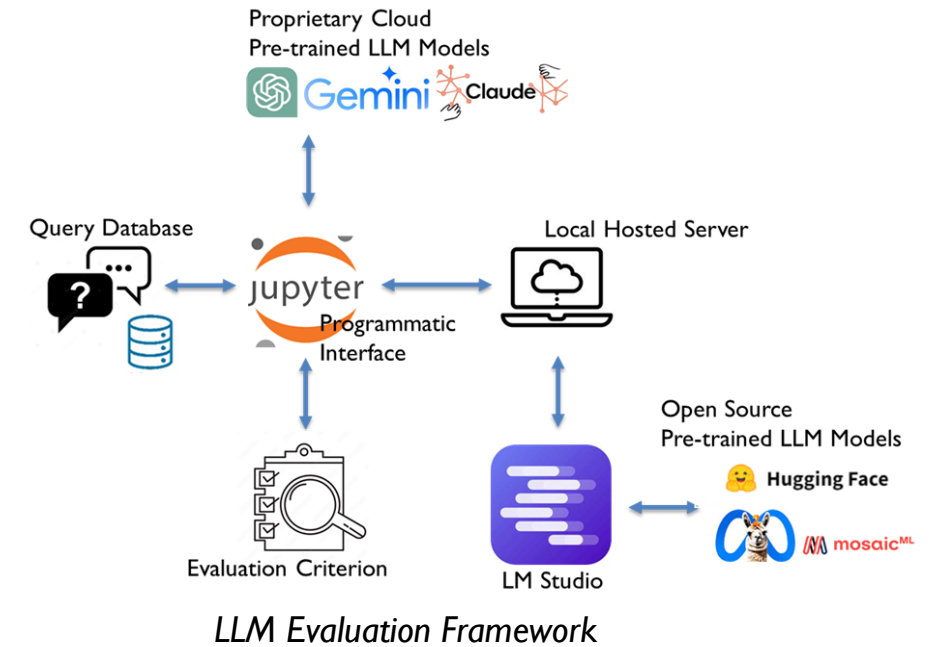 Proprietary Cloud
Pre-trained LLM Models
Gemini
Claude
Query Database
?
Local Hosted Server
jupyter
Programmatic
Interface
Open Source
Pre-trained LLM Models
Hugging Face
mosaicML
Evaluation Criterion
LM Studio
LLM Evaluation Framework